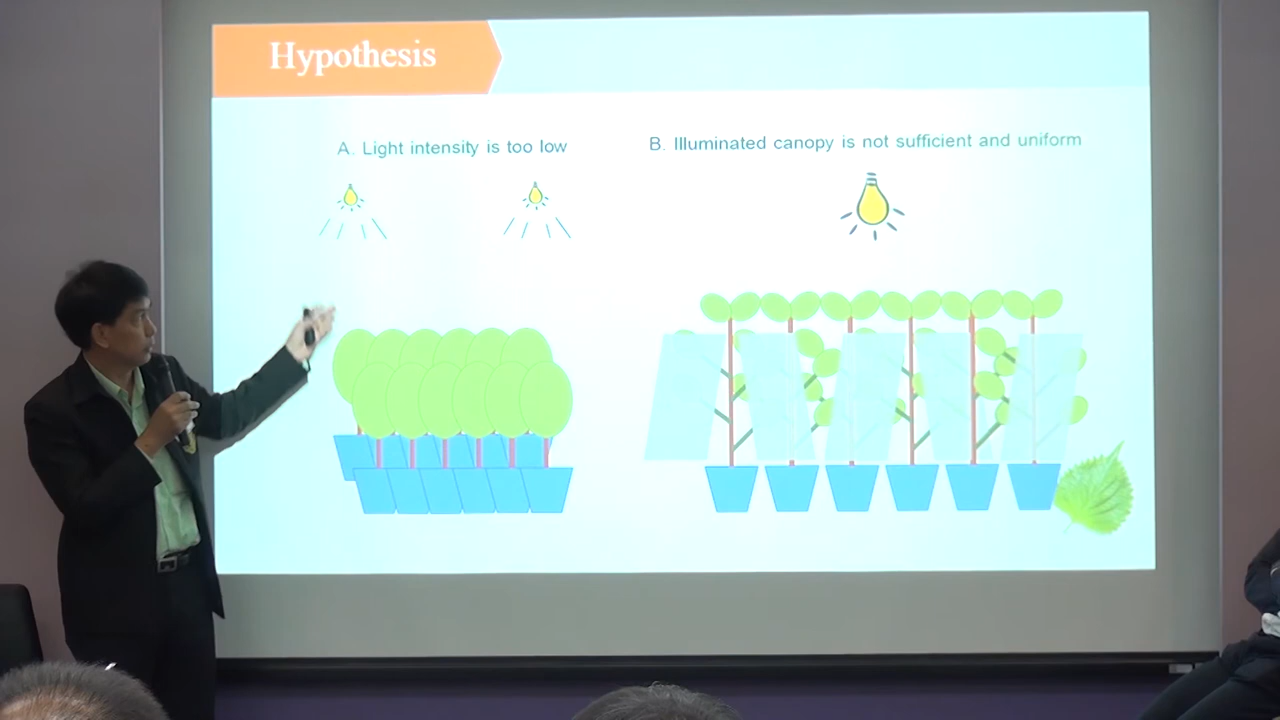 Hypothesis
A. Light intensity is too low
B. Illuminated canopy is not sufficient and uniform